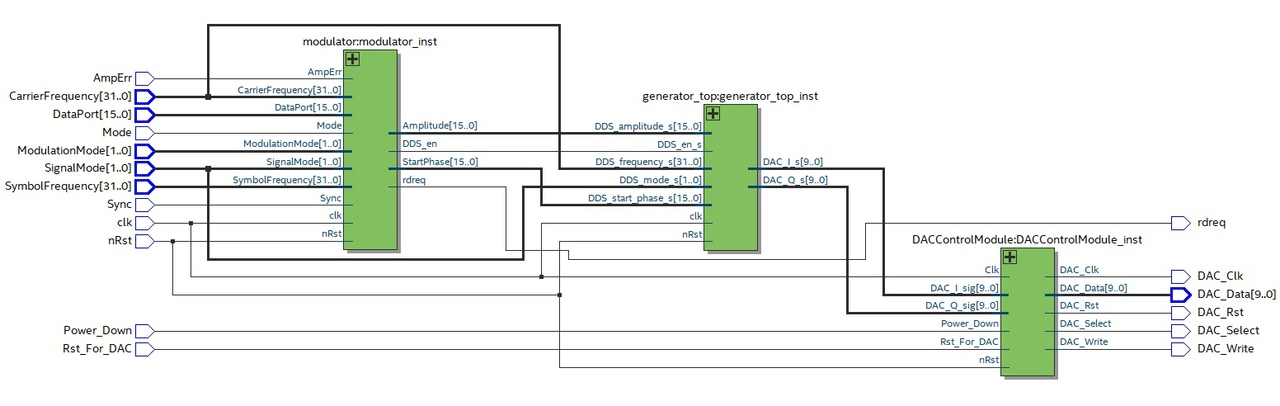 modulator:modulator_inst
AmpErr
CarrierFrequency[31..0]
DataPort[15..0]
Mode
ModulationMode[1..0]
SignalMode[1..0]
SymbolFrequency[31..0]
Sync
clk
nRst
Power_Down
Rst_For_DAC
AmpErr
CarrierFrequency[31..0]
DataPort[15..0]
Mode
ModulationMode[1..0]
SignalMode[1..0]
SymbolFrequency[31..0]
Sync
clk
nRst
Amplitude[15..0]
DDS_en
StartPhase[15..0]
rdreq
generator_top:generator_top_inst
DDS_amplitude_s[15..0]
DDS_en_s
DDS_frequency_s[31..0]
DDS_mode_s[1..0]
DDS_start_phase_s[15..0]
clk
nRst
DAC_I_s[9..0]
DAC_Q_s[9..0]
DACControlModule:DACControlModule_inst
Clk
DAC_I_sig[9..0]
DAC_Q_sig[9..0]
Power_Down
Rst_For_DAC
nRst
DAC_Clk
DAC_Data[9..0]
DAC_Rst
DAC_Select
DAC_Write
rdreq
DAC_Clk
DAC_Data[9..0]
DAC_Rst
DAC_Select
DAC_Write